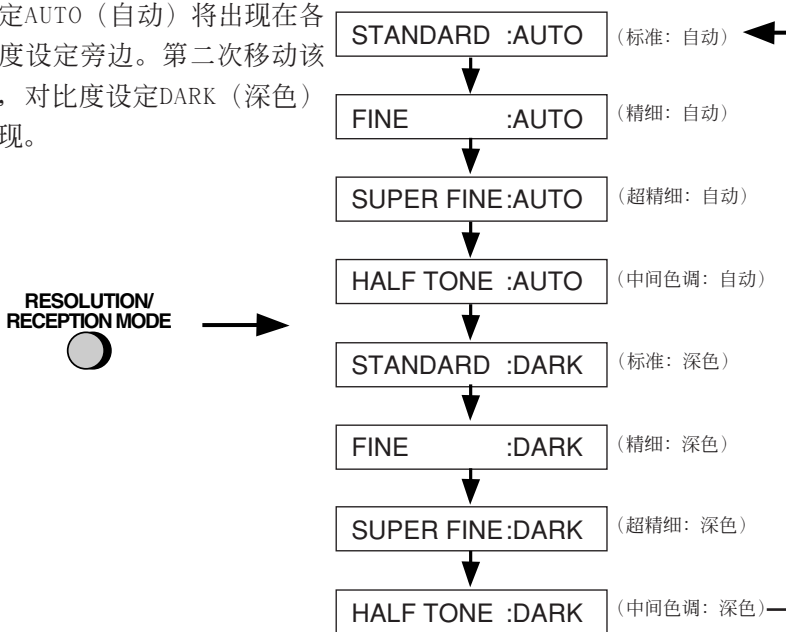 定AUTO（自动）将出现在各
度设定旁边。第二次移动该
，对比度设定DARK（深色）
现。
RESOLUTION/
RECEPTION MODE
STANDARD :AUTO （标准：自动）
FINE :AUTO （精细：自动）
SUPER FINE:AUTO （超精细：自动）
HALF TONE :AUTO （中间色调：自动）
STANDARD :DARK （标准：深色）
FINE :DARK （精细：深色）
SUPER FINE:DARK （超精细：深色）
HALF TONE :DARK （中间色调：深色）